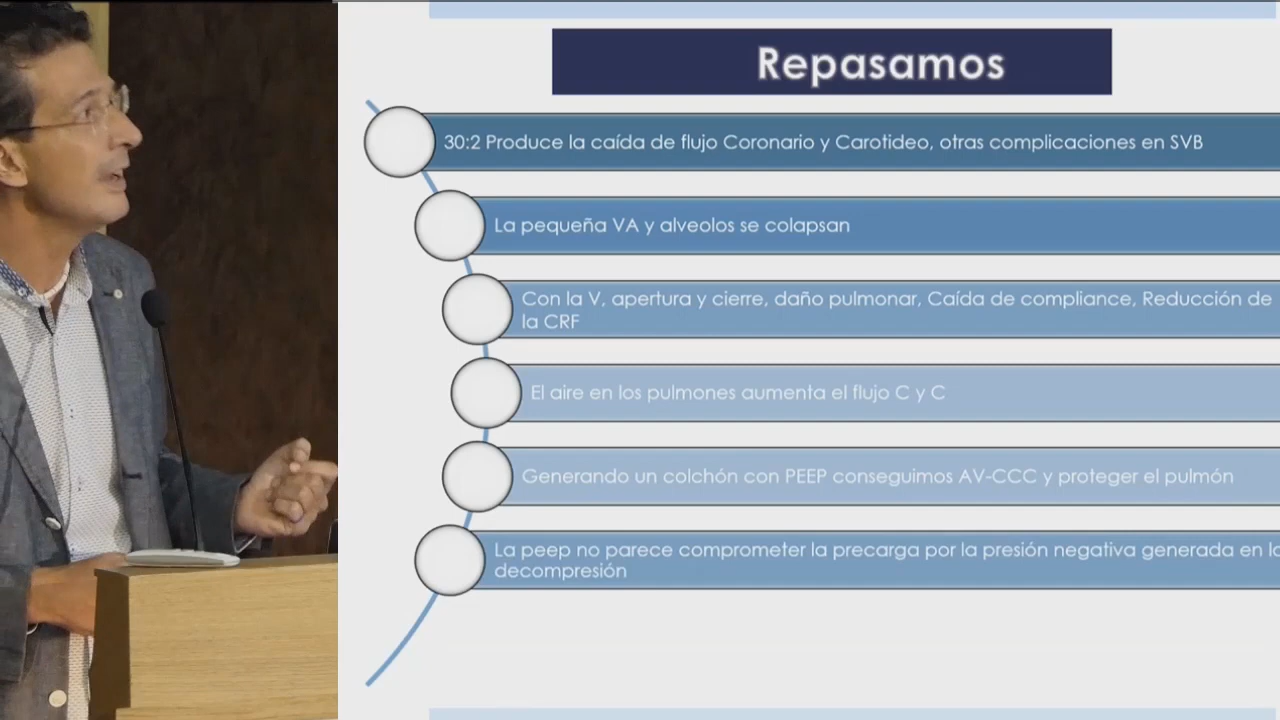 Repasamos
30:2 Produce la caída de flujo Coronario y Carotideo, otras complicaciones en SVB
La pequeña VA y alveolos se colapsan
Con la V, apertura y cierre, daño pulmonar, Caída de compliance, Reducción de
la CRF
El aire en los pulmones aumenta el flujo C y C
Generando un colchón con PEEP conseguimos AV-CCC y proteger el pulmón
La peep no parece comprometer la precarga por la presión negativa generada en
decompresión